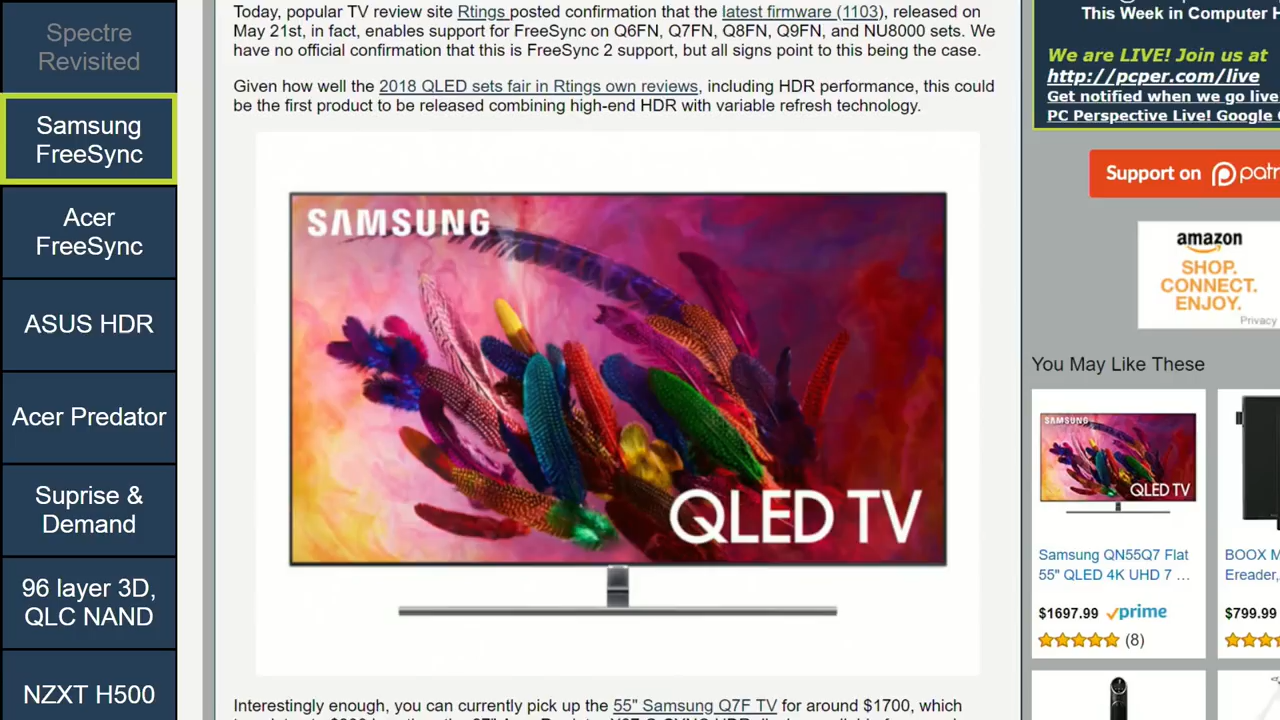 Spectre
Revisited
Samsung
FreeSync
Acer
FreeSync
ASUS HDR
Acer Predator
Suprise &
Demand
96 layer 3D,
QLC NAND
NZXT H500
Today, popular TV review site Rtings posted confirmation that the latest firmware (1103), released on
May 21st, in fact, enables support for FreeSync on Q6FN, Q7FN, Q8FN, Q9FN, and NU8000 sets. We
have no official confirmation that this is FreeSync 2 support, but all signs point to this being the case.
Given how well the 2018 QLED sets fair in Rtings own reviews, including HDR performance, this could
be the first product to be released combining high-end HDR with variable refresh technology.
SAMSUNG
QLED TV
Interestingly enough, you can currently pick up the 55" Samsung Q7F TV for around $1700, which
This Week in Computer H
We are LIVE! Join us at
http://pcper.com/live
Get notified when we go live
PC Perspective Live! Google
Support on patr
amazon
SHOP.
CONNECT.
ENJOY.
Privacy
You May Like These
SAMSUNG
QLED TV
Samsung QN55Q7 Flat
55" QLED 4K UHD 7 ...
$1697.99 prime
(8)
BOOX M
Ereader,
$799.99